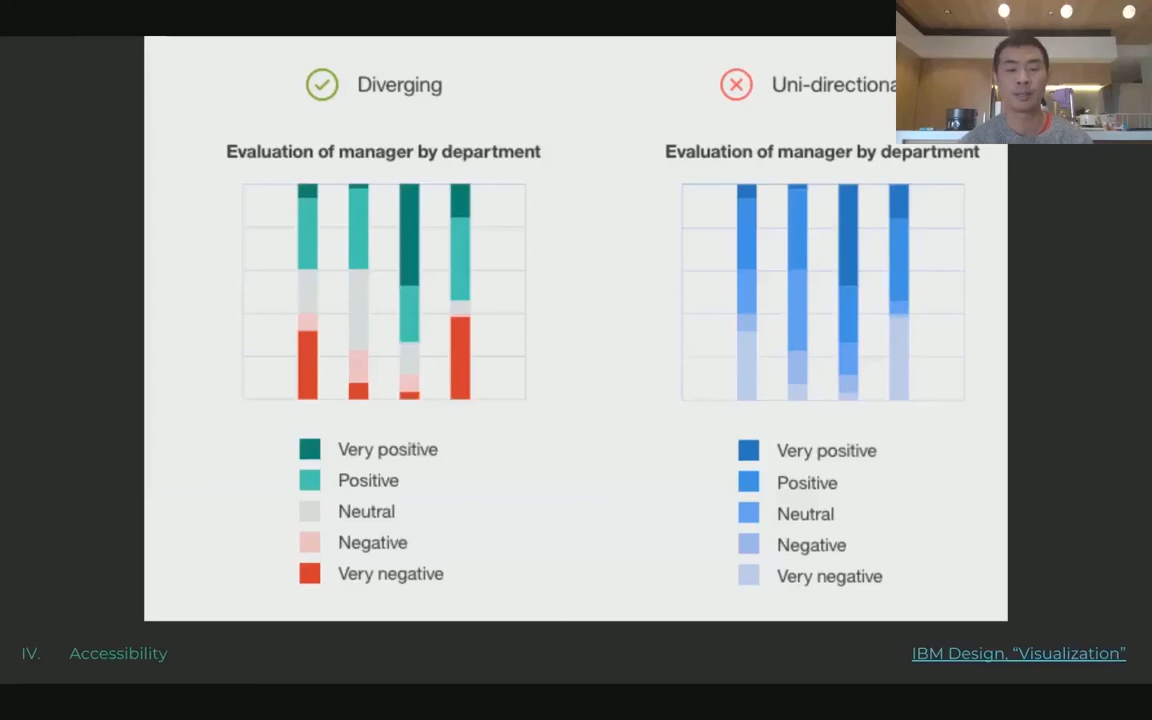 Diverging
Uni-directiona
Evaluation of manager by department
Evaluation of manager by department
Very positive
Positive
Neutral
Negative
Very negative
Very positive
Positive
Neutral
Negative
Very negative
IV. Accessibility
IBM Design, “Visualization”